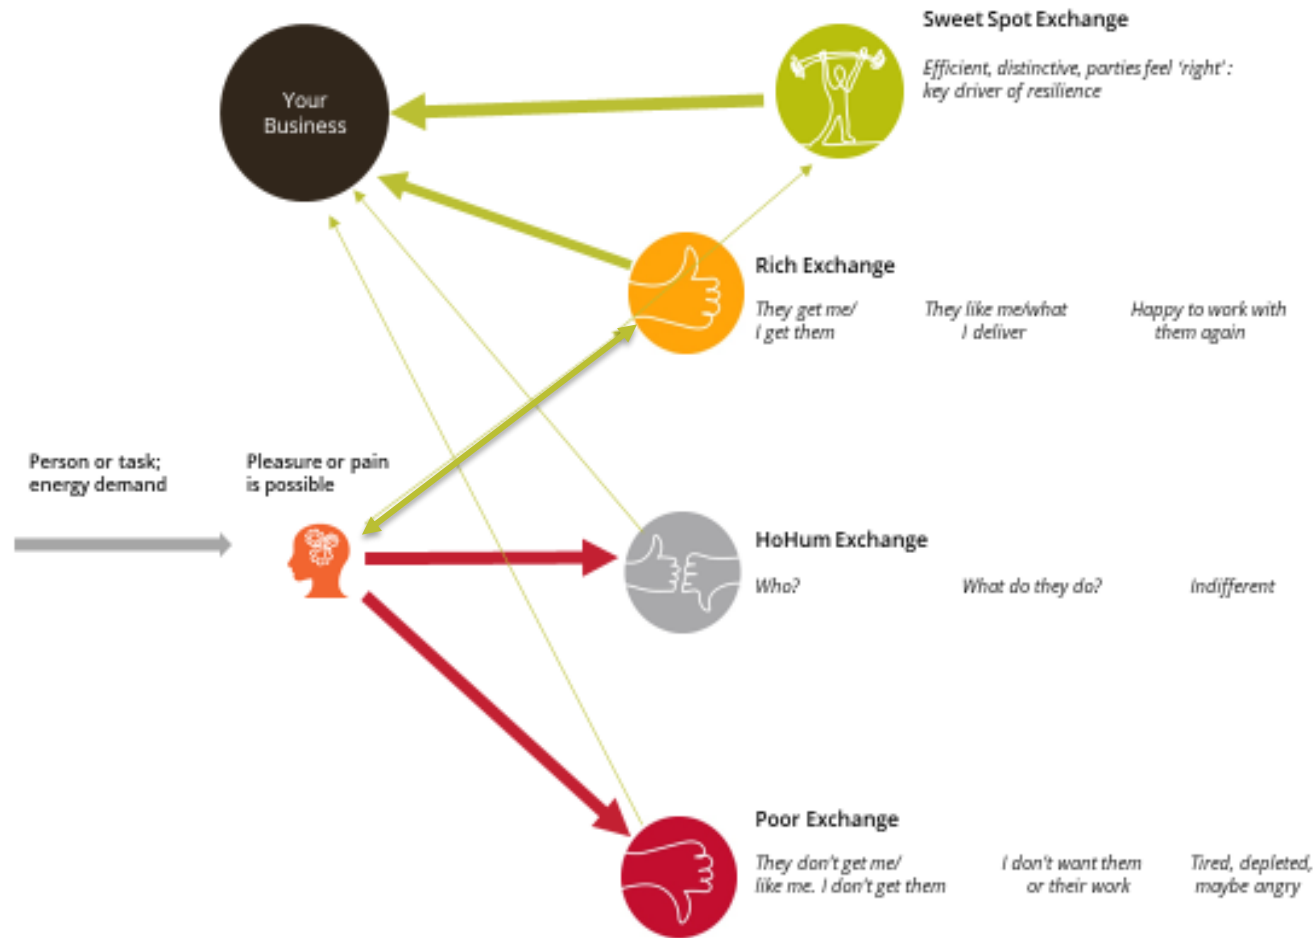 Sweet Spot Exchange
Efficient, distinctive, parties feel 'right' :
key driver of resilience
Your
Business
Rich Exchange
They get me/
I get them
They like me/what
I deliver
Happy to work with
them again
Person or task;
energy demand
Pleasure or pain
is possible
HoHum Exchange
Who?
What do they do?
Indifferent
Poor Exchange
They don't get me/
like me. I don't get them
I don't want them
or their work
Tired, depleted,
maybe angry